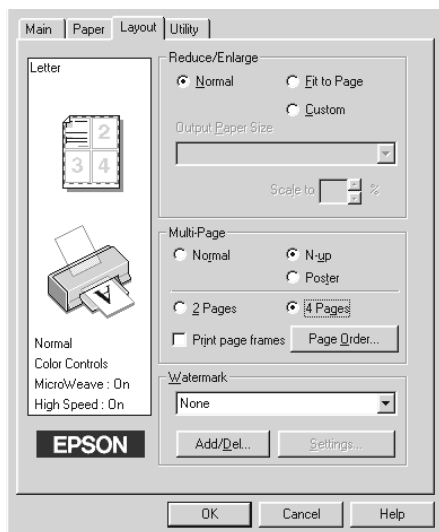 Main Paper Layout Utility
Letter
2
3 4
A
Normal
Color Controls
MicroWeave : On
High Speed : On
EPSON
Reduce/Enlarge
Normal Fit to Page
Custom
Output Paper Size
Scale to %
Multi-Page
Normal N-up
Poster
2 Pages 4 Pages
Print page frames Page Order...
Watermark
None
Add/Del... Settings...
OK Cancel Help